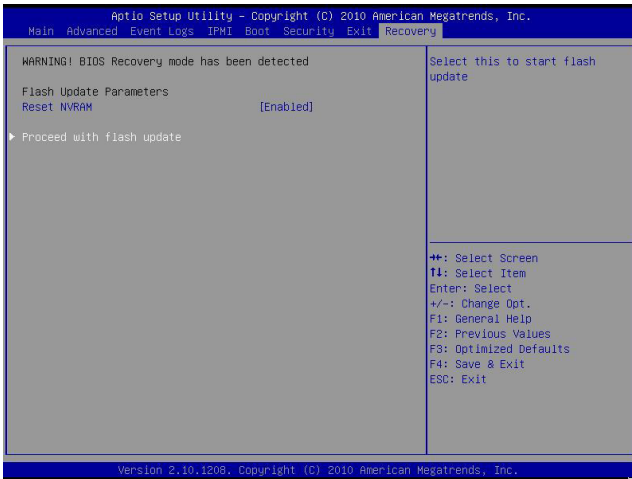 Aptio Setup Utility – Copyright (C) 2010 American Megatrends, Inc.
Main Advanced Event Logs IPMI Boot Security Exit Recovery
WARNING! BIOS Recovery mode has been detected
Flash Update Parameters
Reset NVRAM [Enabled]
▶ Proceed with flash update
Select this to start flash
update
→←: Select Screen
↑↓: Select Item
Enter: Select
+/-: Change Opt.
F1: General Help
F2: Previous Values
F3: Optimized Defaults
F4: Save & Exit
ESC: Exit
Version 2.10.1208. Copyright (C) 2010 American Megatrends, Inc.